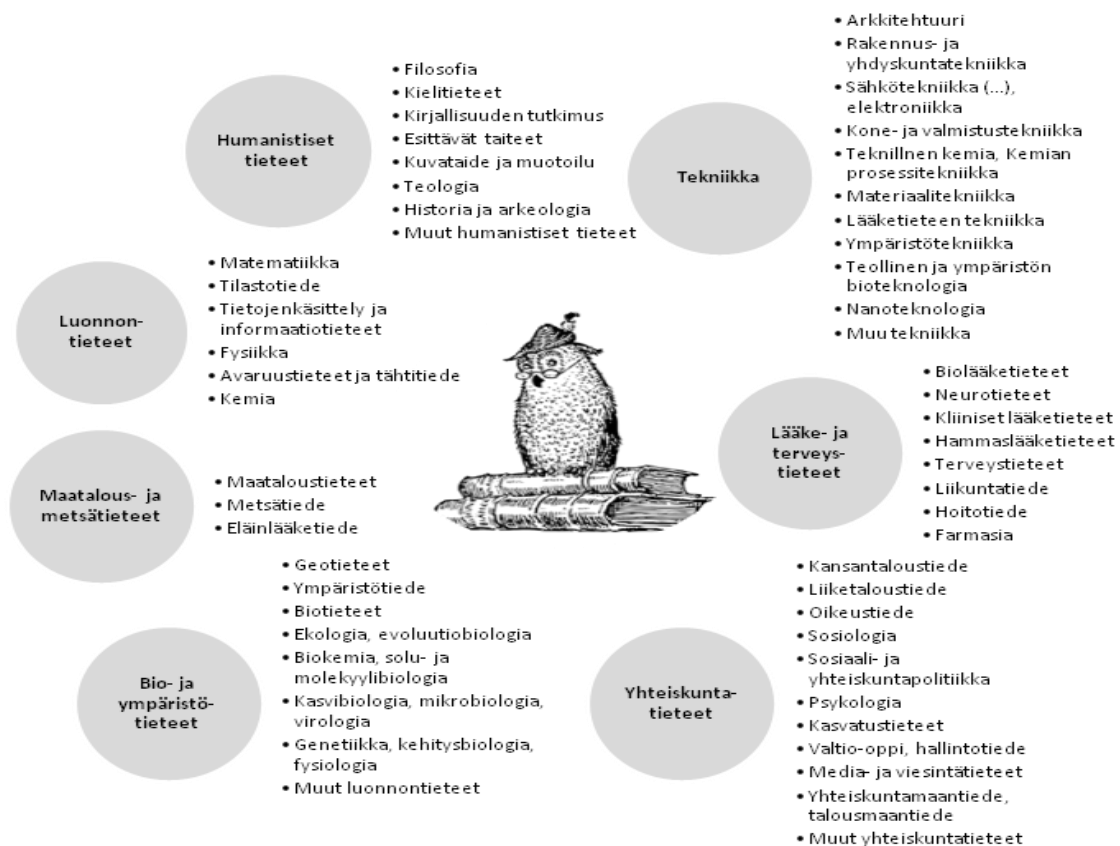 Humanistiset
tieteet
• Filosofia
• Kielitieteet
• Kirjallisuuden tutkimus
• Esittävät taiteet
• Kuvataide ja muotoilu
• Teologia
• Historia ja arkeologia
• Muut humanistiset tieteet
Tekniikka
• Arkkitehtuuri
• Rakennus- ja
yhdyskuntatekniikka
• Sähkötekniikka (...),
elektroniikka
• Kone- ja valmistustekniikka
• Teknillnen kemia, Kemian
prosessitekniikka
• Materiaalitekniikka
• Lääketieteen tekniikka
• Ympäristötekniikka
• Teollinen ja ympäristön
bioteknologia
• Nanoteknologia
• Muu tekniikka
Luonnon-
tieteet
• Matematiikka
• Tilastotiede
• Tietojenkäsittely ja
informaatiotieteet
• Fysiikka
• Avaruustieteet ja tähtitiede
• Kemia
Lääke- ja
terveys-
tieteet
• Biolääketieteet
• Neurotieteet
• Kliiniset lääketieteet
• Hammaslääketieteet
• Terveystieteet
• Liikuntatiede
• Hoitotiede
• Farmasia
Maatalous- ja
metsätieteet
• Maataloustieteet
• Metsätiede
• Eläinlääketiede
Bio- ja
ympäristö-
tieteet
• Geotieteet
• Ympäristötiede
• Biotieteet
• Ekologia, evoluutiobiologia
• Biokemia, solu- ja
molekyylibiologia
• Kasvibiologia, mikrobiologia,
virologia
• Genetiikka, kehitysbiologia,
fysiologia
• Muut luonnontieteet
Yhteiskunta-
tieteet
• Kansantaloustiede
• Liiketaloustiede
• Oikeustiede
• Sosiologia
• Sosiaali- ja
yhteiskuntapolitiikka
• Psykologia
• Kasvatustieteet
• Valtio-oppi, hallintotiede
• Media- ja viesintätieteet
• Yhteiskuntamaantiede,
talousmaantiede
• Muut yhteiskuntatieteet